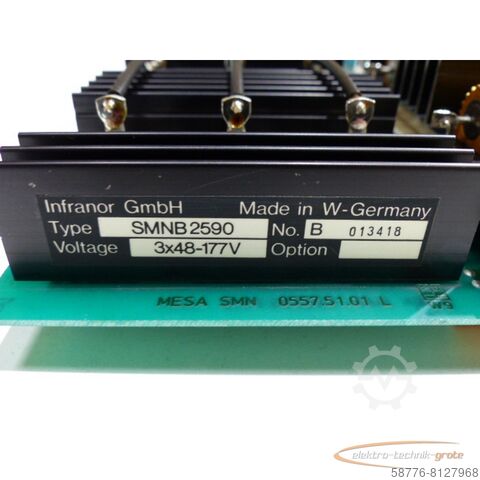 Infranor GmbH Made in W-Germany
Type SMNB 2590 No. B 013418
Voltage 3x48-177V Option
MESA SMN 0557.51.01 L
elektro-technik-grote
58776-8127968